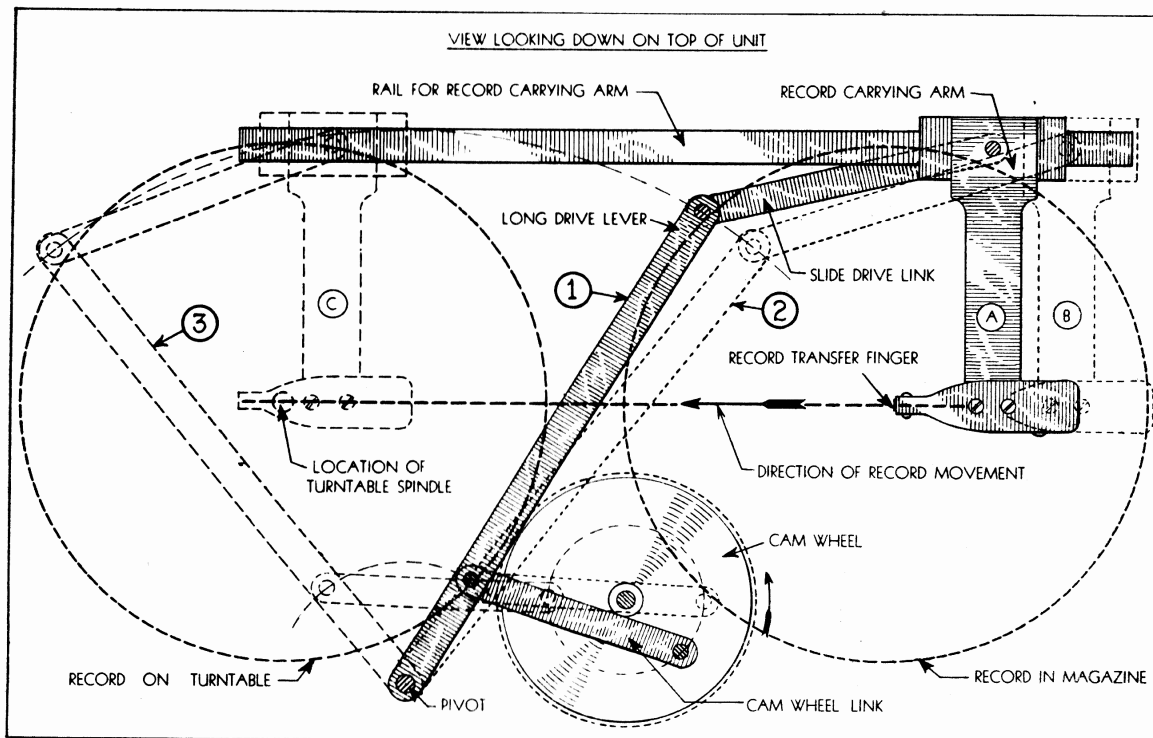 VIEW LOOKING DOWN ON TOP OF UNIT
RAIL FOR RECORD CARRYING ARM
RECORD CARRYING ARM
LONG DRIVE LEVER
SLIDE DRIVE LINK
1
2
3
C
A
B
RECORD TRANSFER FINGER
LOCATION OF
TURNTABLE SPINDLE
DIRECTION OF RECORD MOVEMENT
CAM WHEEL
RECORD ON TURNTABLE
PIVOT
CAM WHEEL LINK
RECORD IN MAGAZINE